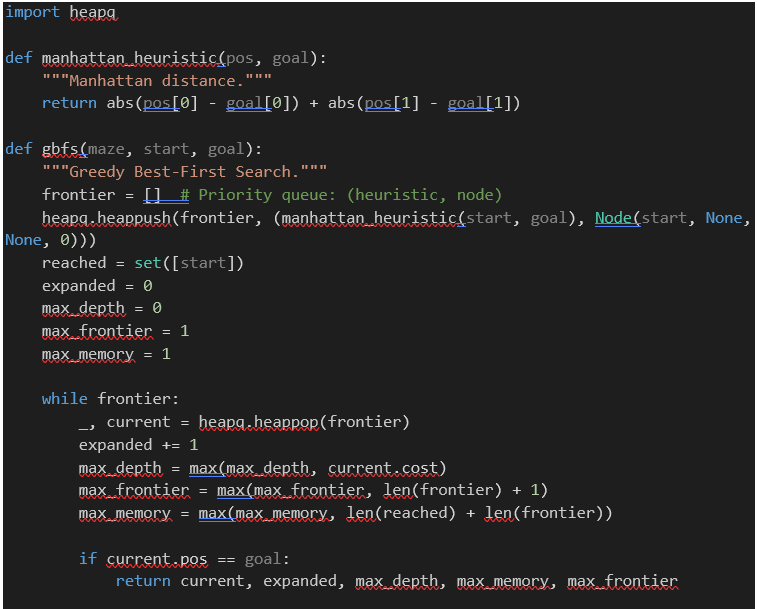 import heapq
def manhattan_heuristic(pos, goal):
    """Manhattan distance."""
    return abs(pos[0] - goal[0]) + abs(pos[1] - goal[1])
def gbfs(maze, start, goal):
    """Greedy Best-First Search."""
    frontier = []  # Priority queue: (heuristic, node)
    heapq.heappush(frontier, (manhattan_heuristic(start, goal), Node(start, None,
None, 0)))
    reached = set([start])
    expanded = 0
    max_depth = 0
    max_frontier = 1
    max_memory = 1
    while frontier:
        _, current = heapq.heappop(frontier)
        expanded += 1
        max_depth = max(max_depth, current.cost)
        max_frontier = max(max_frontier, len(frontier) + 1)
        max_memory = max(max_memory, len(reached) + len(frontier))
        if current.pos == goal:
            return current, expanded, max_depth, max_memory, max_frontier